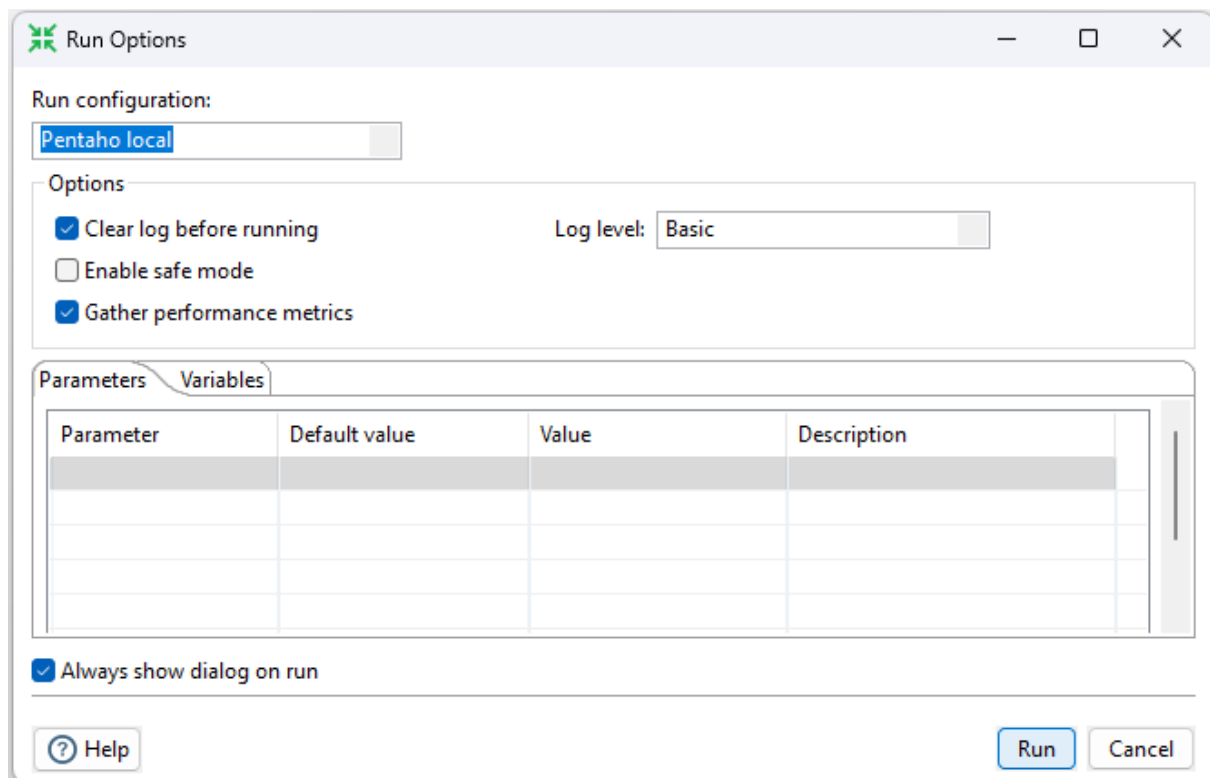 Run Options
Run configuration:
Pentaho local
Options
Clear log before running
Log level: Basic
Enable safe mode
Gather performance metrics
Parameters Variables
Parameter Default value Value Description
Always show dialog on run
Help Run Cancel